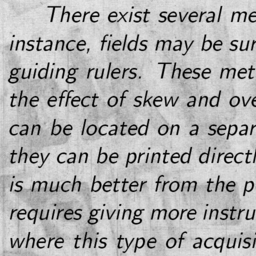 There exist several me
instance, fields may be sur
guiding rulers. These met
the effect of skew and ove
can be located on a separ
they can be printed directl
is much better from the p
requires giving more instru
where this type of acquisi